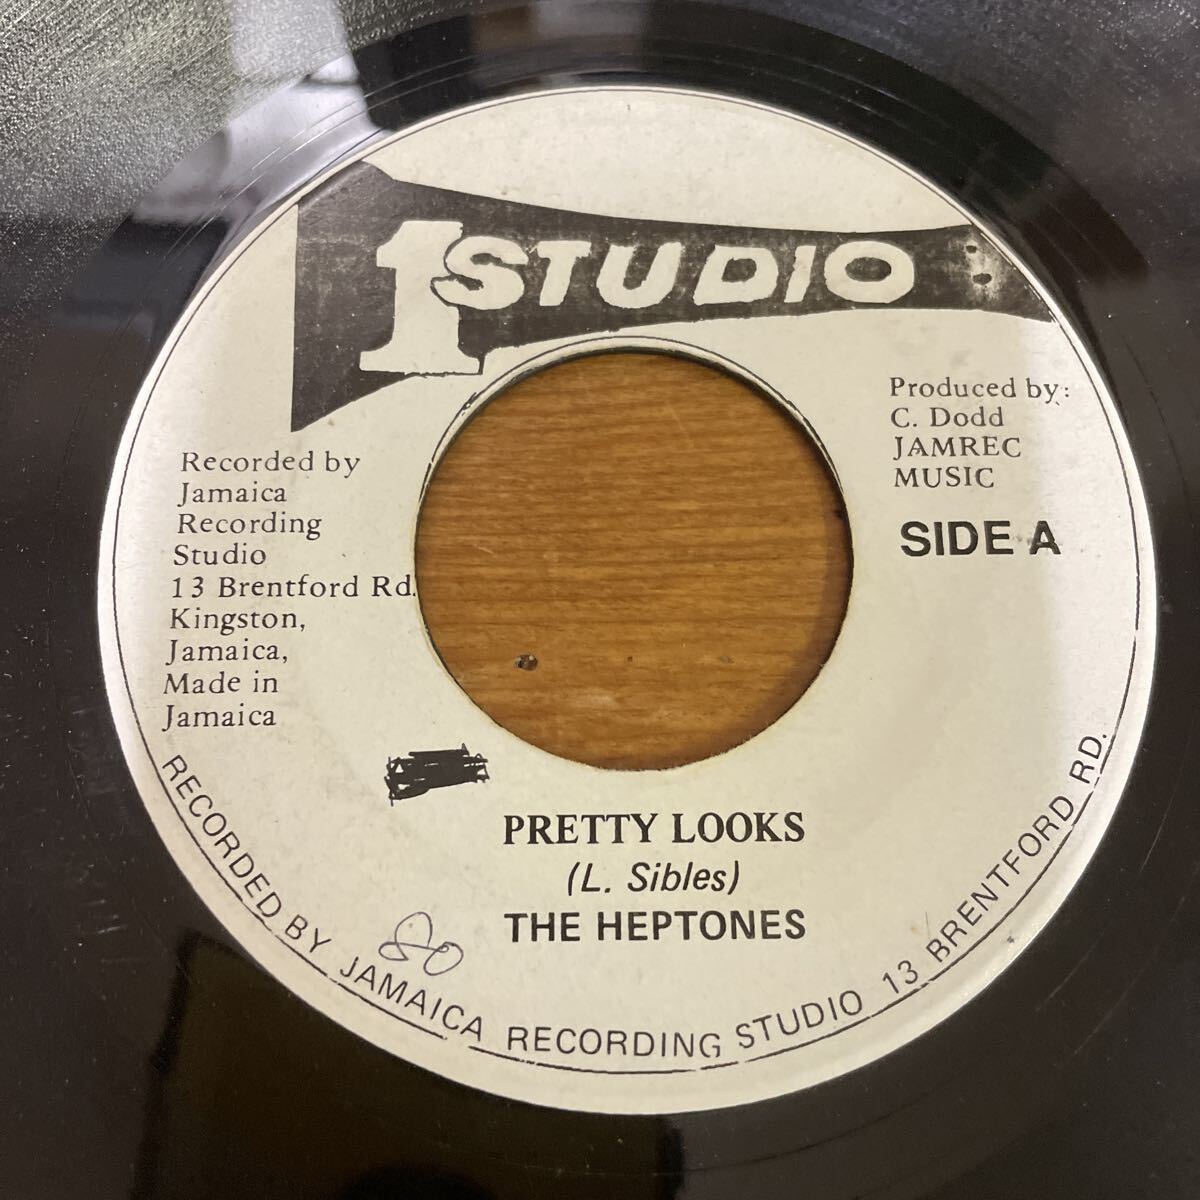 1 STUDIO
Produced by:
C. Dodd
JAMREC
MUSIC
SIDE A
Recorded by
Jamaica
Recording
Studio
13 Brentford Rd.
Kingston,
Jamaica,
Made in
Jamaica
PRETTY LOOKS
(L. Sibles)
THE HEPTONES
80
RECORDED BY JAMAICA RECORDING STUDIO 13 BRENTFORD RD.